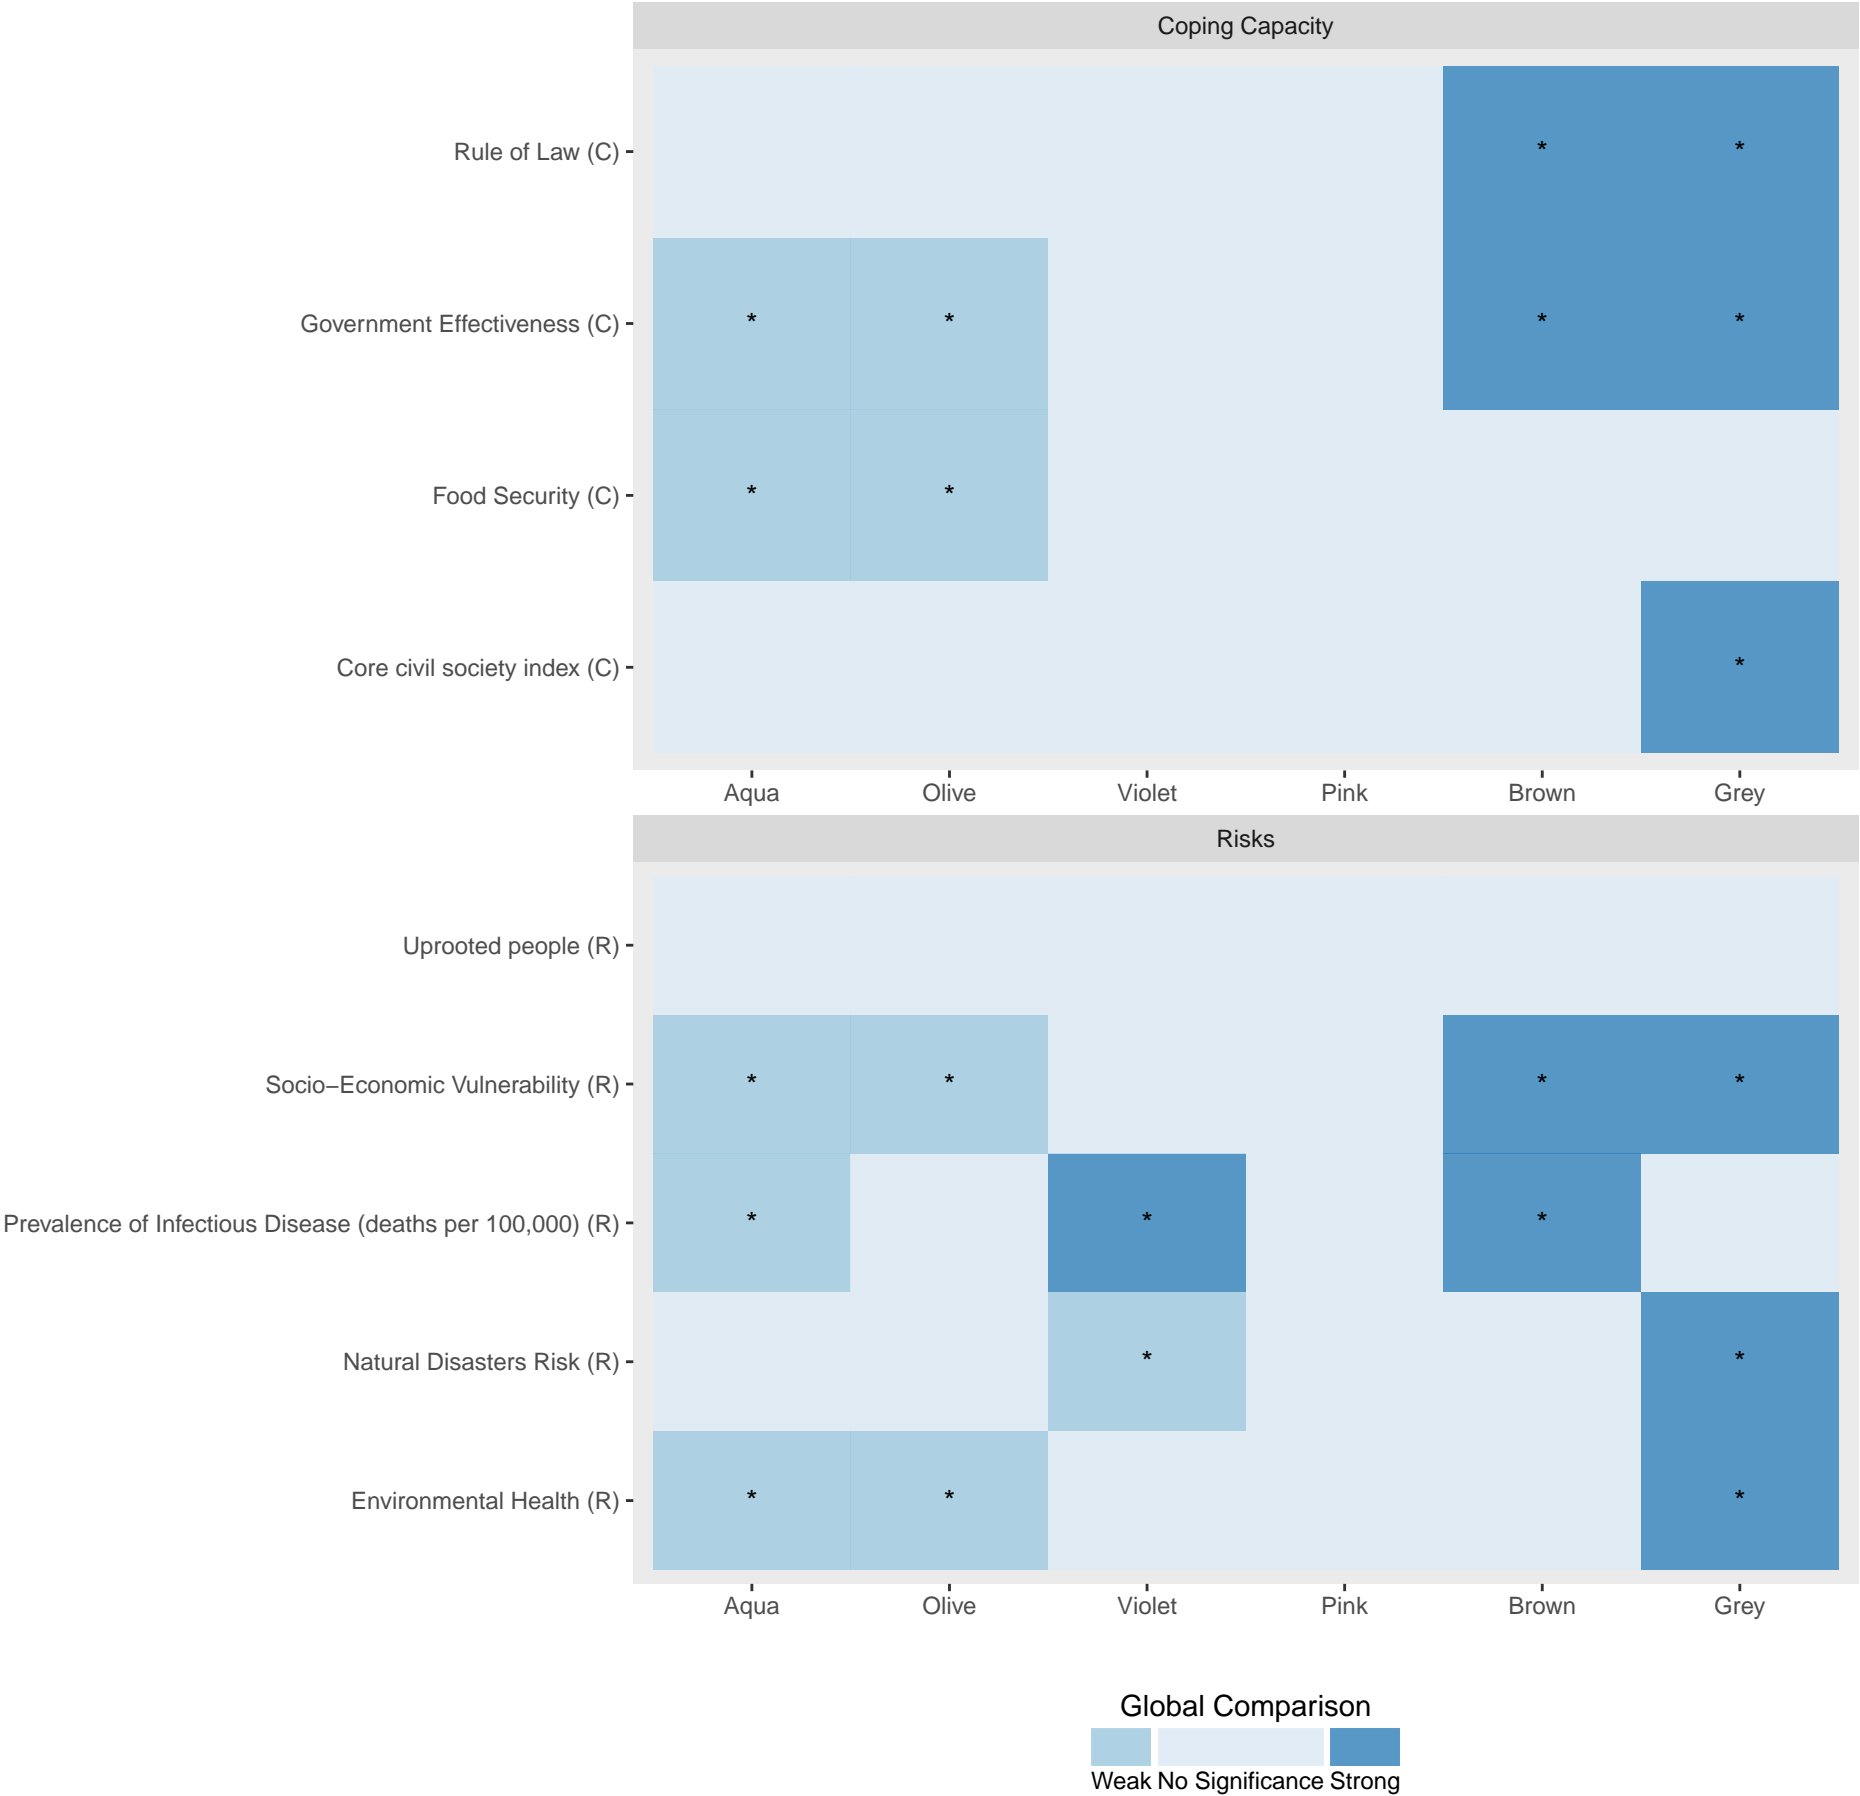 Coping Capacity
Rule of Law (C)
* *
Government Effectiveness (C)
* * * *
Food Security (C)
* *
Core civil society index (C)
*
Aqua Olive Violet Pink Brown Grey
Risks
Uprooted people (R)
Socio−Economic Vulnerability (R)
* * * *
Prevalence of Infectious Disease (deaths per 100,000) (R)
* * *
Natural Disasters Risk (R)
* *
Environmental Health (R)
* * *
Aqua Olive Violet Pink Brown Grey
Global Comparison
Weak No Significance Strong